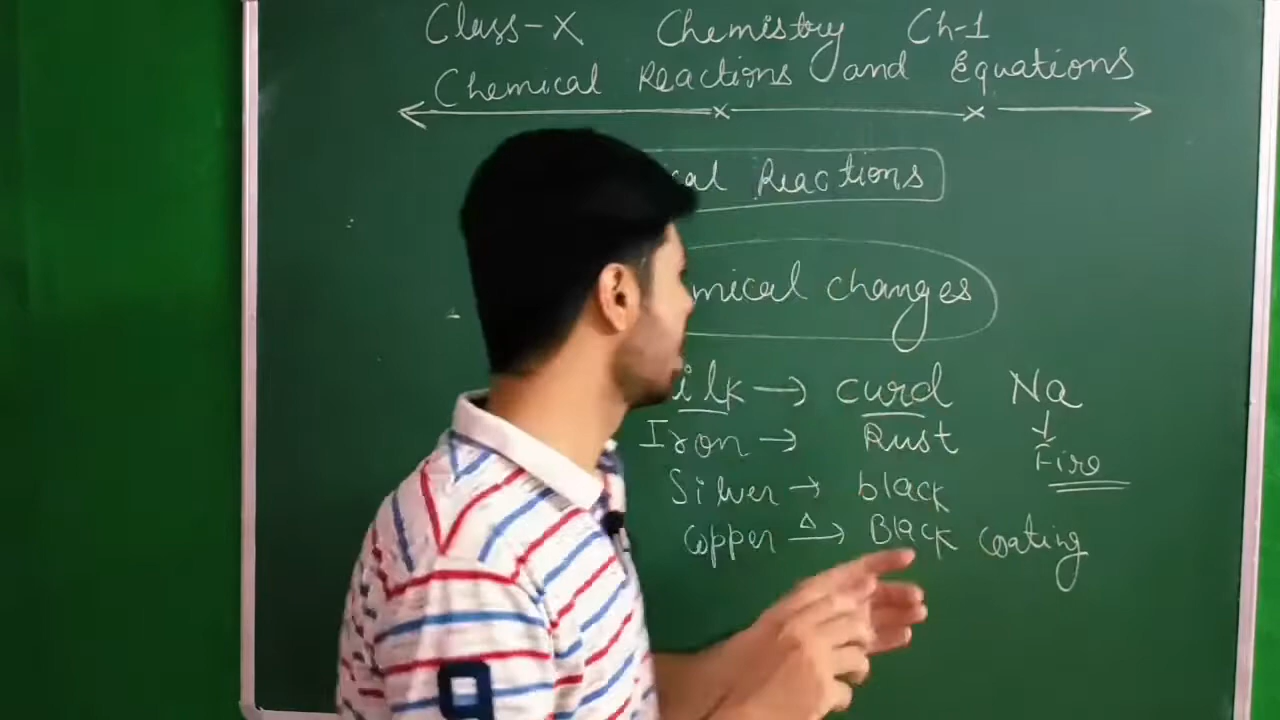 Class-X Chemistry Ch-1
Chemical Reactions and Equations
cal Reactions
mical changes
ilk → curd Na
↓
Iron → Rust Fire
Silver → black
Copper Δ→ Black coating
9